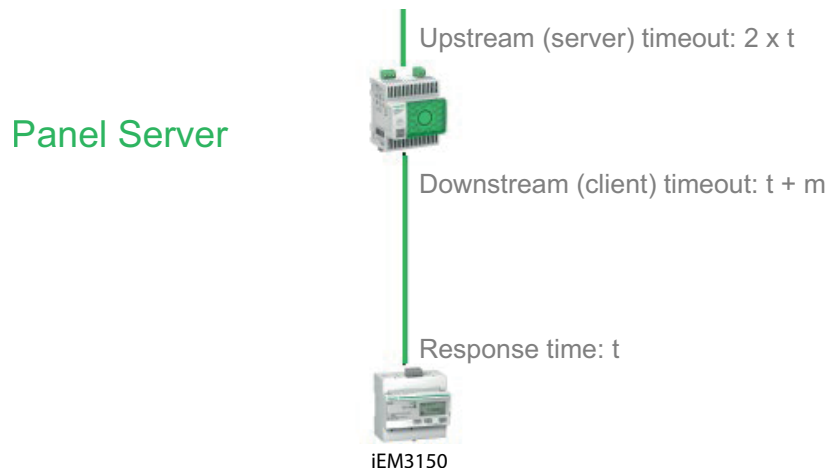 Upstream (server) timeout: 2 x t
Panel Server
Downstream (client) timeout: t + m
Response time: t
iEM3150